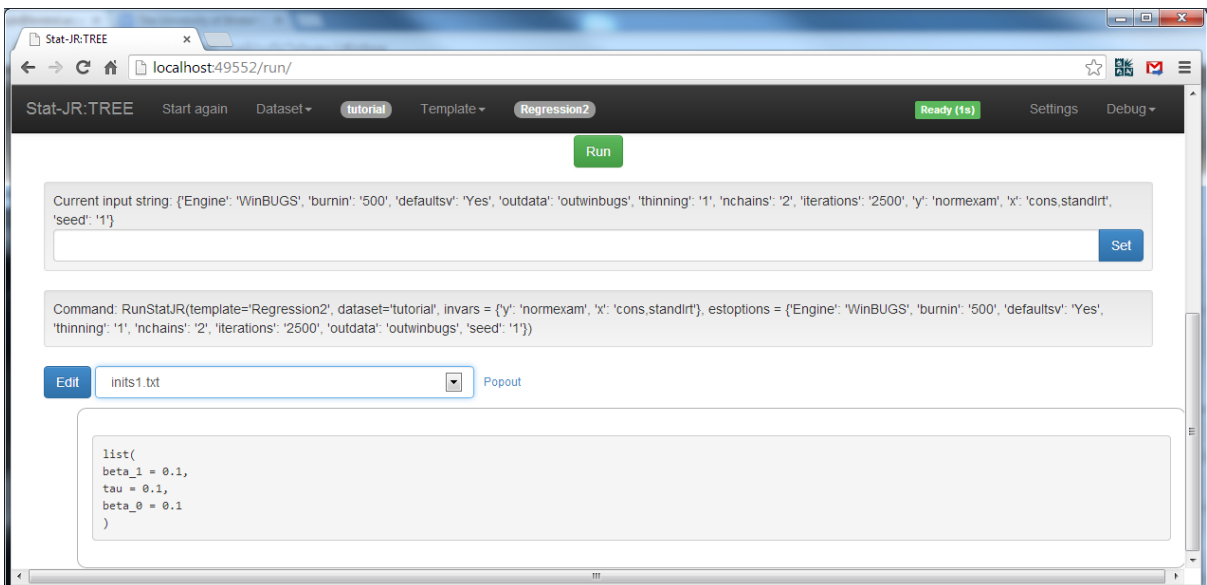 Stat-JR:TREE
localhost:49552/run/
Stat-JR:TREE Start again Dataset tutorial Template Regression2 Ready (1s) Settings Debug
Run
Current input string: {'Engine': 'WinBUGS', 'burnin': '500', 'defaultsv': 'Yes', 'outdata': 'outwinbugs', 'thinning': '1', 'nchains': '2', 'iterations': '2500', 'y': 'normexam', 'x': 'cons,standlrt',
'seed': '1'}
Set
Command: RunStatJR(template='Regression2', dataset='tutorial', invars = {'y': 'normexam', 'x': 'cons,standlrt'}, estoptions = {'Engine': 'WinBUGS', 'burnin': '500', 'defaultsv': 'Yes',
'thinning': '1', 'nchains': '2', 'iterations': '2500', 'outdata': 'outwinbugs', 'seed': '1'})
Edit inits1.txt Popout
list(
beta_1 = 0.1,
tau = 0.1,
beta_0 = 0.1
)